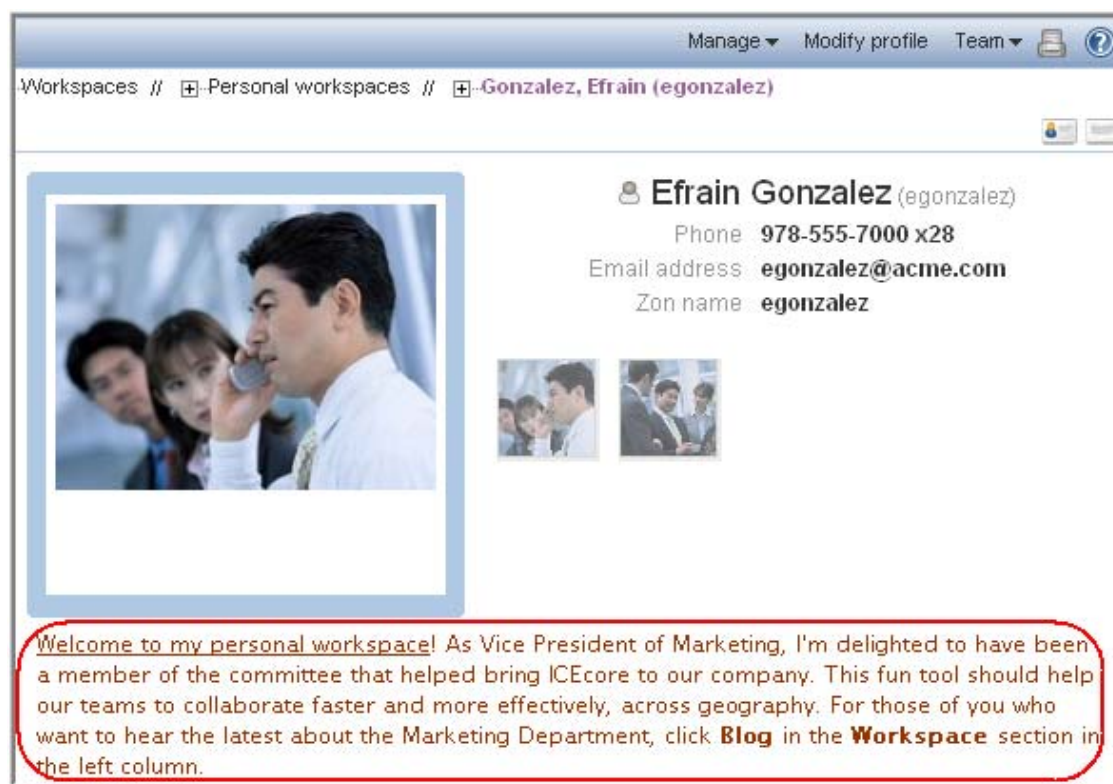 Manage Modify profile Team
Workspaces // Personal workspaces // Gonzalez, Efrain (egonzalez)
Efrain Gonzalez (egonzalez)
Phone 978-555-7000 x28
Email address egonzalez@acme.com
Zon name egonzalez
Welcome to my personal workspace! As Vice President of Marketing, I'm delighted to have been
a member of the committee that helped bring ICEcore to our company. This fun tool should help
our teams to collaborate faster and more effectively, across geography. For those of you who
want to hear the latest about the Marketing Department, click Blog in the Workspace section in
the left column.